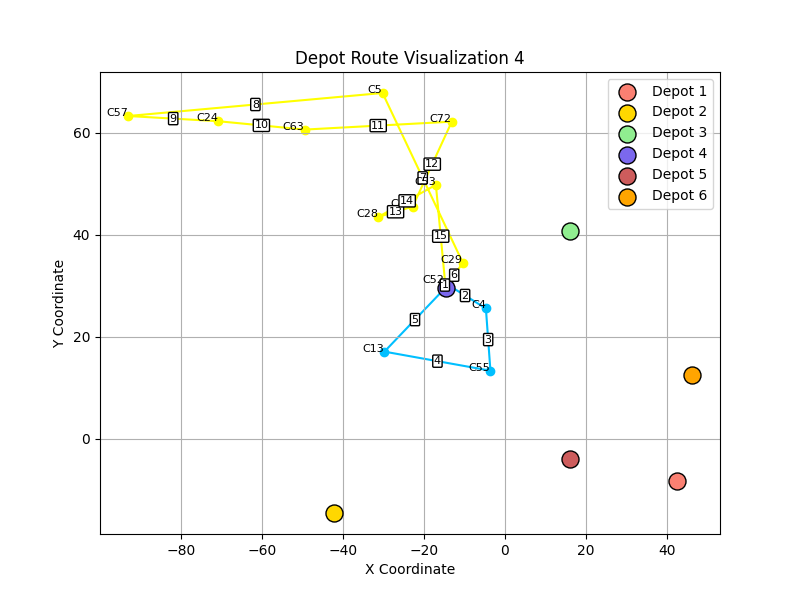 Depot Route Visualization 4
Depot 1
Depot 2
Depot 3
Depot 4
Depot 5
Depot 6
C57
9
C24
8
10
C63
C5
11
C72
12
7
C53
14
C28
13
15
C29
6
C52
1
2
C4
5
3
C13
4
C55
60
40
20
0
−80
−60
−40
−20
0
20
40
X Coordinate
Y Coordinate